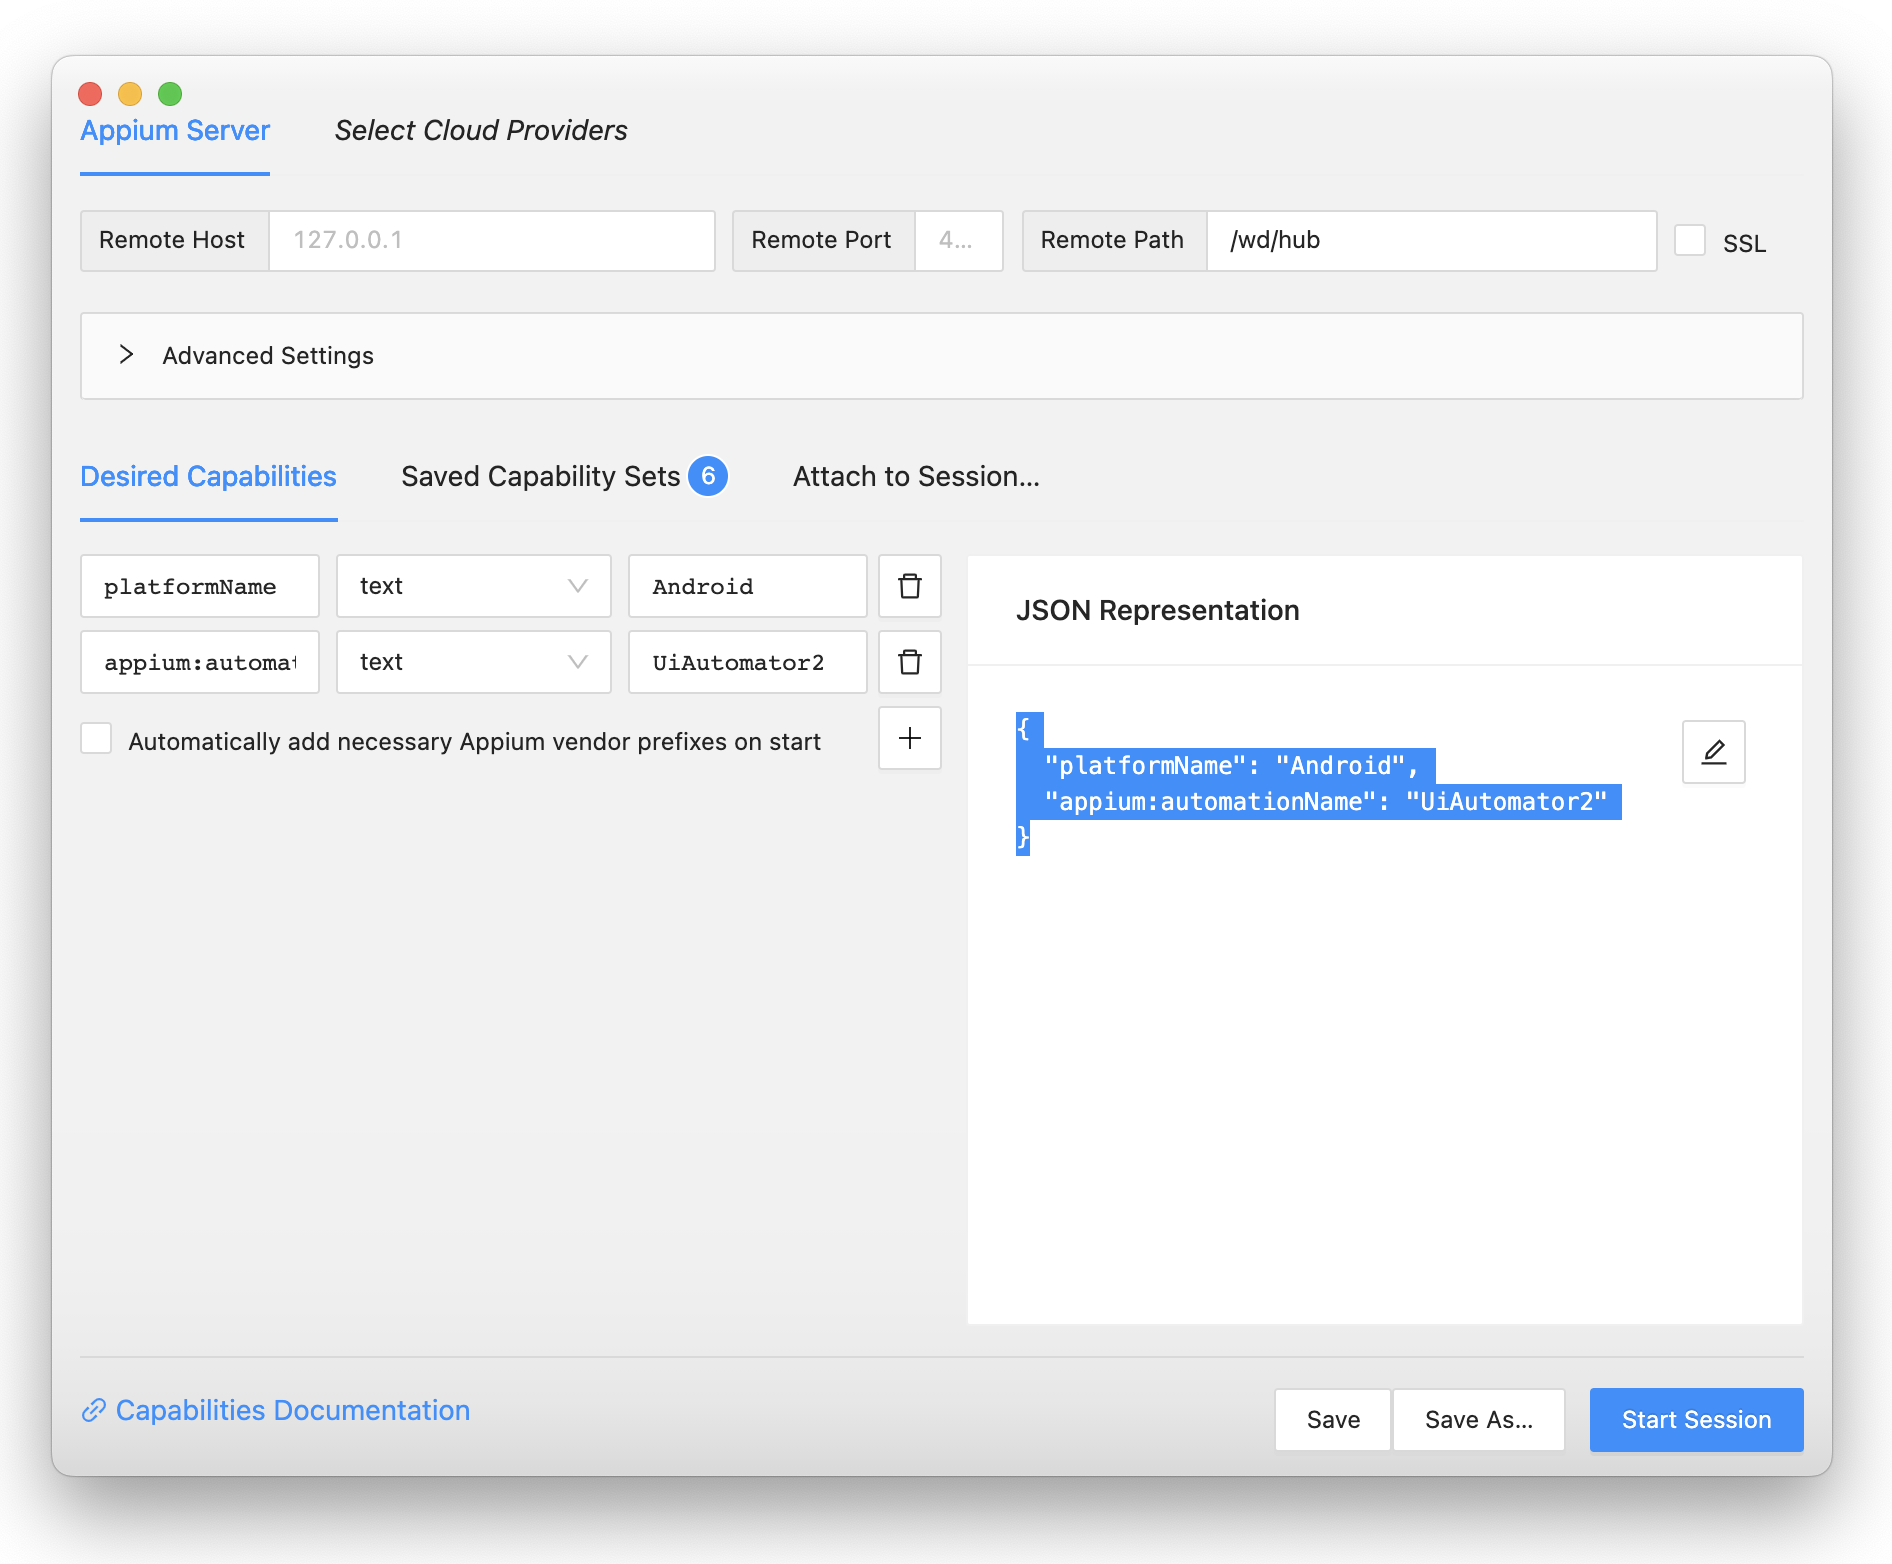 Appium Server Select Cloud Providers
Remote Host 127.0.0.1 Remote Port 4... Remote Path /wd/hub SSL
Advanced Settings
Desired Capabilities Saved Capability Sets 6 Attach to Session...
platformName text Android
appium:automat text UiAutomator2
Automatically add necessary Appium vendor prefixes on start
JSON Representation
{
"platformName": "Android",
"appium:automationName": "UiAutomator2"
}
Capabilities Documentation Save Save As... Start Session